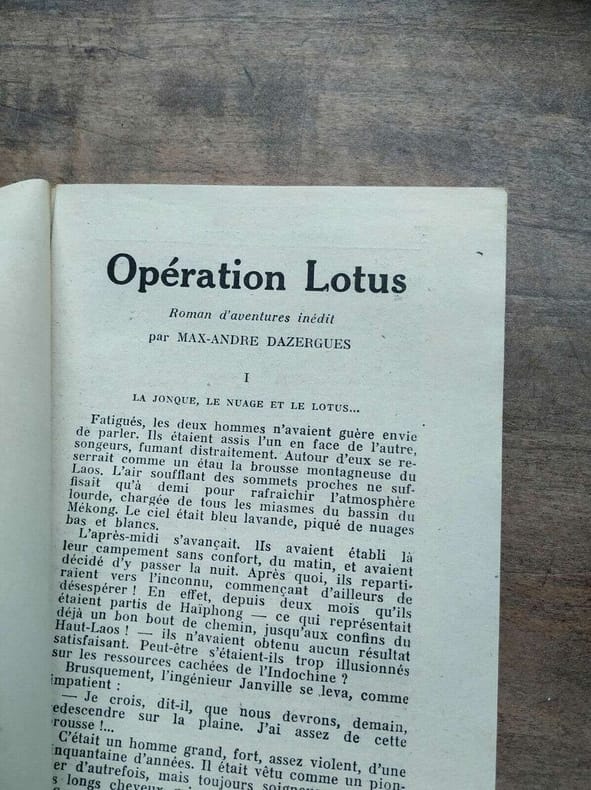 Opération Lotus
Roman d'aventures inédit
par MAX-ANDRE DAZERGUES
I
LA JONQUE, LE NUAGE ET LE LOTUS...
Fatigués, les deux hommes n'avaient guère envie
de parler. Ils étaient assis l'un en face de l'autre,
songeurs, fumant distraitement. Autour d'eux se re-
serrait comme un étau la brousse montagneuse du
Laos. L'air soufflant des sommets proches ne suf-
fisait qu'à demi pour rafraichir l'atmosphère
lourde, chargée de tous les miasmes du bassin du
Mékong. Le ciel était bleu lavande, piqué de nuages
bas et blancs.
L'après-midi s'avançait. Ils avaient établi là
leur campement sans confort, du matin, et avaient
décidé d'y passer la nuit. Après quoi, ils reparti-
raient vers l'inconnu, commençant d'ailleurs de
désespérer ! En effet, depuis deux mois qu'ils
étaient partis de Haïphong — ce qui représentait
déjà un bon bout de chemin, jusqu'aux confins du
Haut-Laos ! — ils n'avaient obtenu aucun résultat
satisfaisant. Peut-être s'étaient-ils trop illusionnés
sur les ressources cachées de l'Indochine ?
Brusquement, l'ingénieur Janville se leva, comme
impatient :
— Je crois, dit-il, que nous devrons, demain,
redescendre sur la plaine. J'ai assez de cette
brousse !...
C'était un homme grand, fort, assez violent, d'une
inquantaine d'années. Il était vêtu comme un pion-
er d'autrefois, mais toujours
s longs cheveux